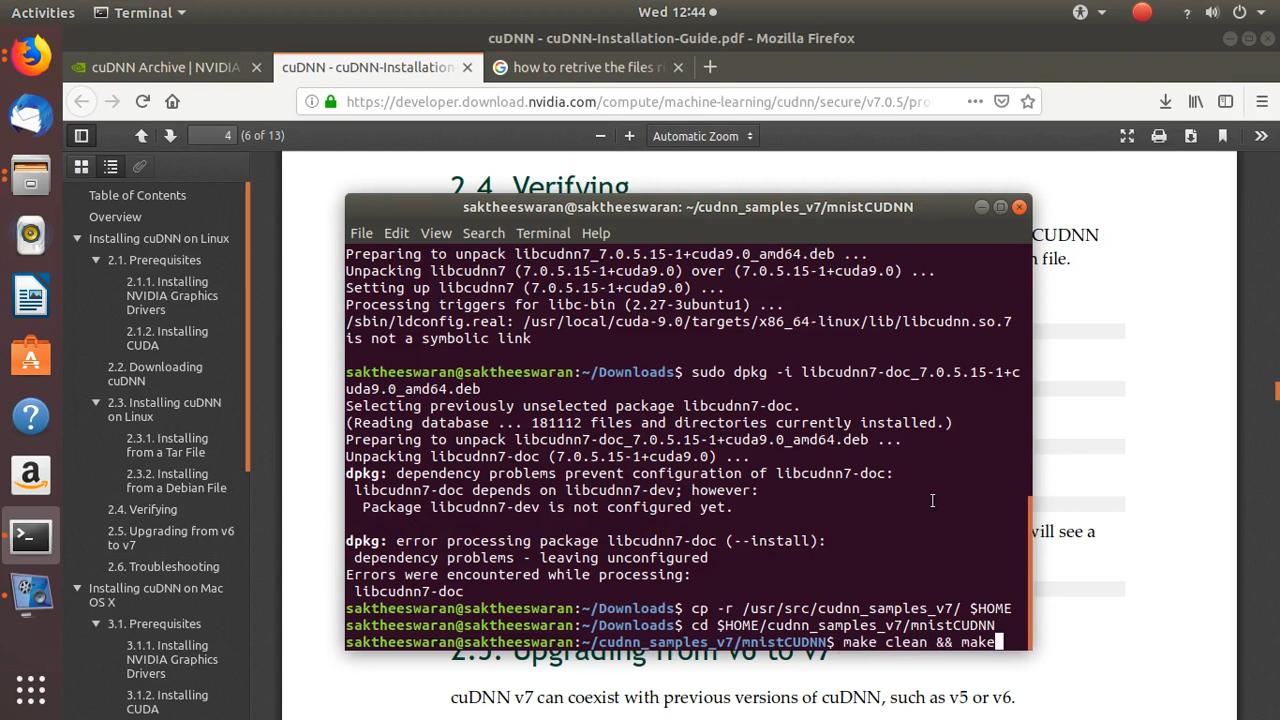 Activities
Terminal
Wed 12:44
?
cuDNN - cuDNN-Installation-Guide.pdf - Mozilla Firefox
cuDNN Archive | NVIDIA
cuDNN - cuDNN-Installation-
how to retrive the files ri
https://developer.download.nvidia.com/compute/machine-learning/cudnn/secure/v7.0.5/pro
4
(6 of 13)
Automatic Zoom
Table of Contents
Overview
Installing cuDNN on Linux
2.1. Prerequisites
2.1.1. Installing
NVIDIA Graphics
Drivers
2.1.2. Installing
CUDA
2.2. Downloading
cuDNN
2.3. Installing cuDNN
on Linux
2.3.1. Installing
from a Tar File
2.3.2. Installing
from a Debian File
2.4. Verifying
2.5. Upgrading from v6
to v7
2.6. Troubleshooting
Installing cuDNN on Mac
OS X
3.1. Prerequisites
3.1.1. Installing
NVIDIA Graphics
Drivers
3.1.2. Installing
CUDA
2.4. Verifying
CUDNN
file.
will see a
2.5. Upgrading from v6 to v7
cuDNN v7 can coexist with previous versions of cuDNN, such as v5 or v6.
saktheeswaran@saktheeswaran: ~/cudnn_samples_v7/mnistCUDNN
File Edit View Search Terminal Help
Preparing to unpack libcudnn7_7.0.5.15-1+cuda9.0_amd64.deb ...
Unpacking libcudnn7 (7.0.5.15-1+cuda9.0) over (7.0.5.15-1+cuda9.0) ...
Setting up libcudnn7 (7.0.5.15-1+cuda9.0) ...
Processing triggers for libc-bin (2.27-3ubuntu1) ...
/sbin/ldconfig.real: /usr/local/cuda-9.0/targets/x86_64-linux/lib/libcudnn.so.7
is not a symbolic link
saktheeswaran@saktheeswaran:~/Downloads$ sudo dpkg -i libcudnn7-doc_7.0.5.15-1+c
uda9.0_amd64.deb
Selecting previously unselected package libcudnn7-doc.
(Reading database ... 181112 files and directories currently installed.)
Preparing to unpack libcudnn7-doc_7.0.5.15-1+cuda9.0_amd64.deb ...
Unpacking libcudnn7-doc (7.0.5.15-1+cuda9.0) ...
dpkg: dependency problems prevent configuration of libcudnn7-doc:
libcudnn7-doc depends on libcudnn7-dev; however:
Package libcudnn7-dev is not configured yet.
dpkg: error processing package libcudnn7-doc (--install):
dependency problems - leaving unconfigured
Errors were encountered while processing:
libcudnn7-doc
saktheeswaran@saktheeswaran:~/Downloads$ cp -r /usr/src/cudnn_samples_v7/ $HOME
saktheeswaran@saktheeswaran:~/Downloads$ cd $HOME/cudnn_samples_v7/mnistCUDNN
saktheeswaran@saktheeswaran:~/cudnn_samples_v7/mnistCUDNN$ make clean && make